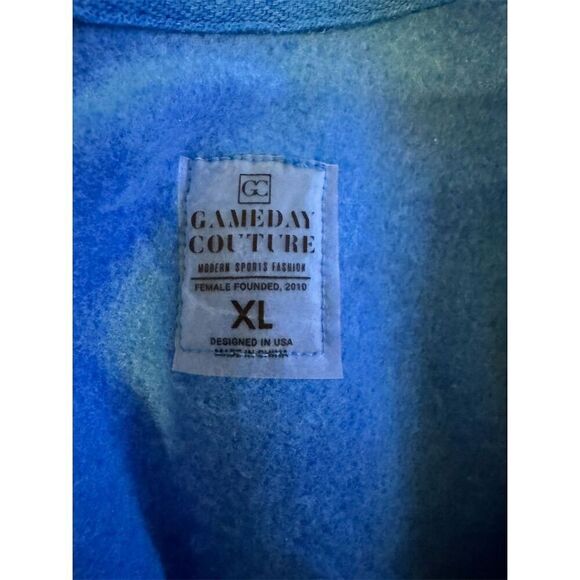 GC
GAMEDAY
COUTURE
MODERN SPORTS FASHION
FEMALE FOUNDED, 2010
XL
DESIGNED IN USA
MADE IN CHINA